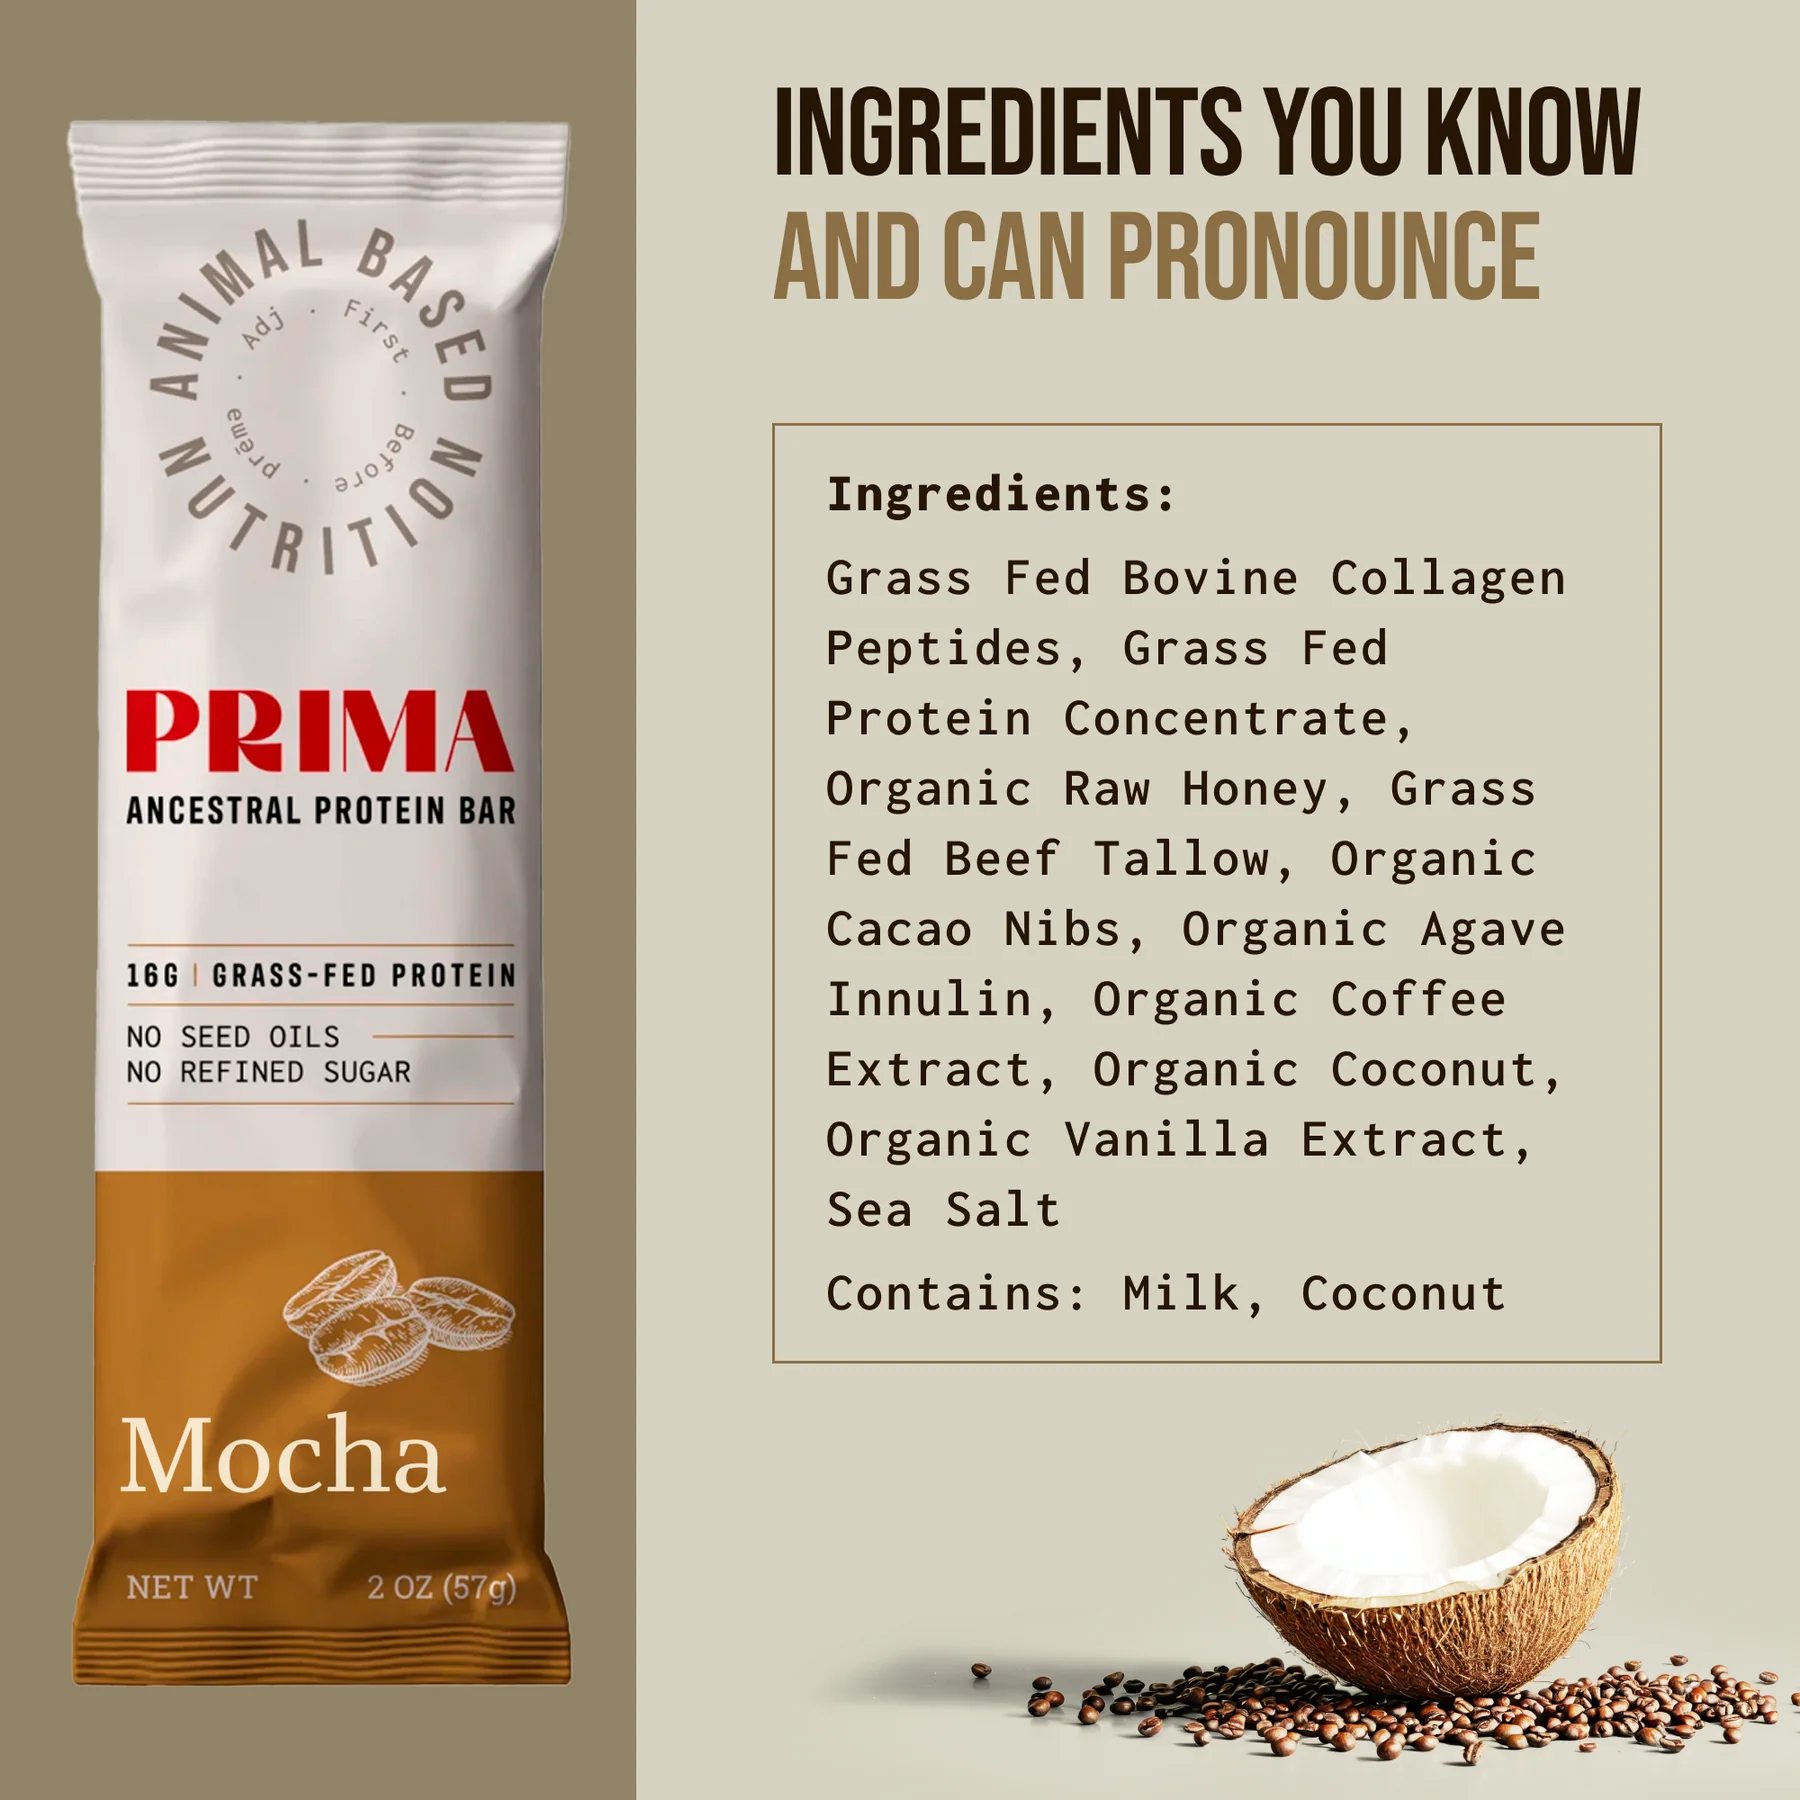 ANIMAL BASED
NUTRITION
Adj · First · Before · prēme ·
PRIMA
ANCESTRAL PROTEIN BAR
16G | GRASS-FED PROTEIN
NO SEED OILS
NO REFINED SUGAR
Mocha
NET WT 2 OZ (57g)
INGREDIENTS YOU KNOW
AND CAN PRONOUNCE
Ingredients:
Grass Fed Bovine Collagen
Peptides, Grass Fed
Protein Concentrate,
Organic Raw Honey, Grass
Fed Beef Tallow, Organic
Cacao Nibs, Organic Agave
Innulin, Organic Coffee
Extract, Organic Coconut,
Organic Vanilla Extract,
Sea Salt
Contains: Milk, Coconut